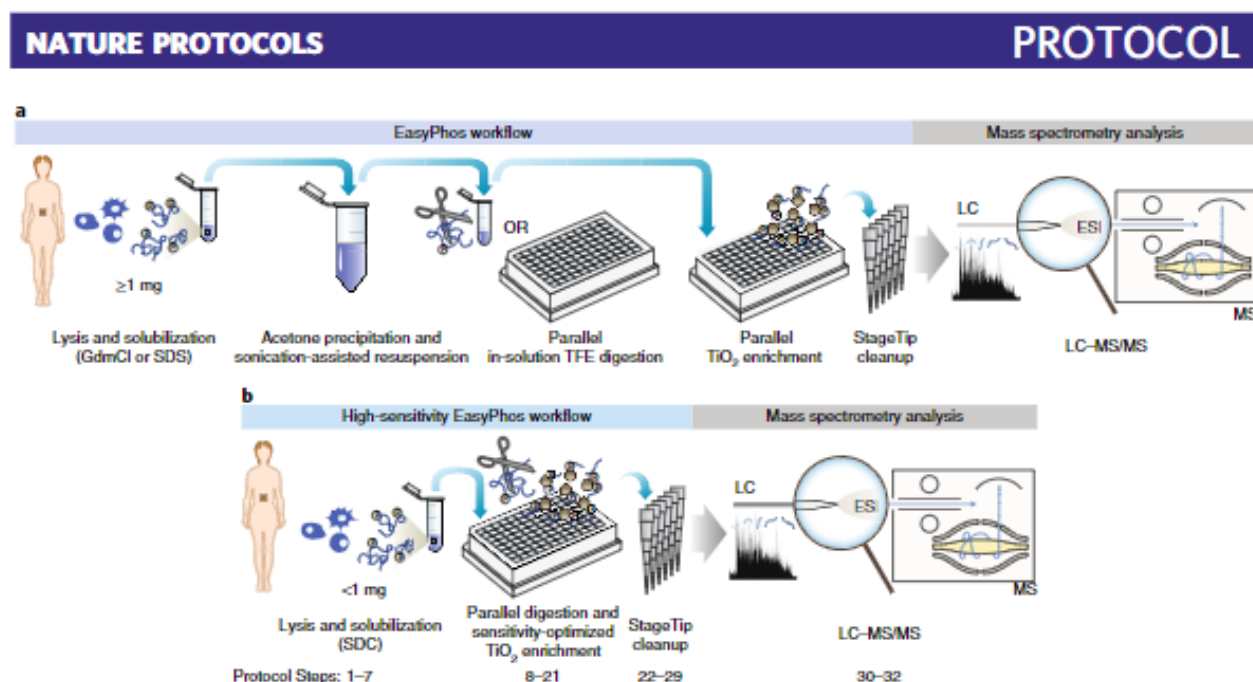 NATURE PROTOCOLS
PROTOCOL
a
EasyPhos workflow
Mass spectrometry analysis
OR
LC
ESI
MS
≥1 mg
Lysis and solubilization
(GdmCl or SDS)
Acetone precipitation and
sonication-assisted resuspension
Parallel
in-solution TFE digestion
Parallel
TiO₂ enrichment
StageTip
cleanup
LC–MS/MS
b
High-sensitivity EasyPhos workflow
Mass spectrometry analysis
LC
ESI
MS
<1 mg
Lysis and solubilization
(SDC)
Parallel digestion and
sensitivity-optimized
TiO₂ enrichment
StageTip
cleanup
LC–MS/MS
Protocol Steps: 1–7
8–21
22–29
30–32